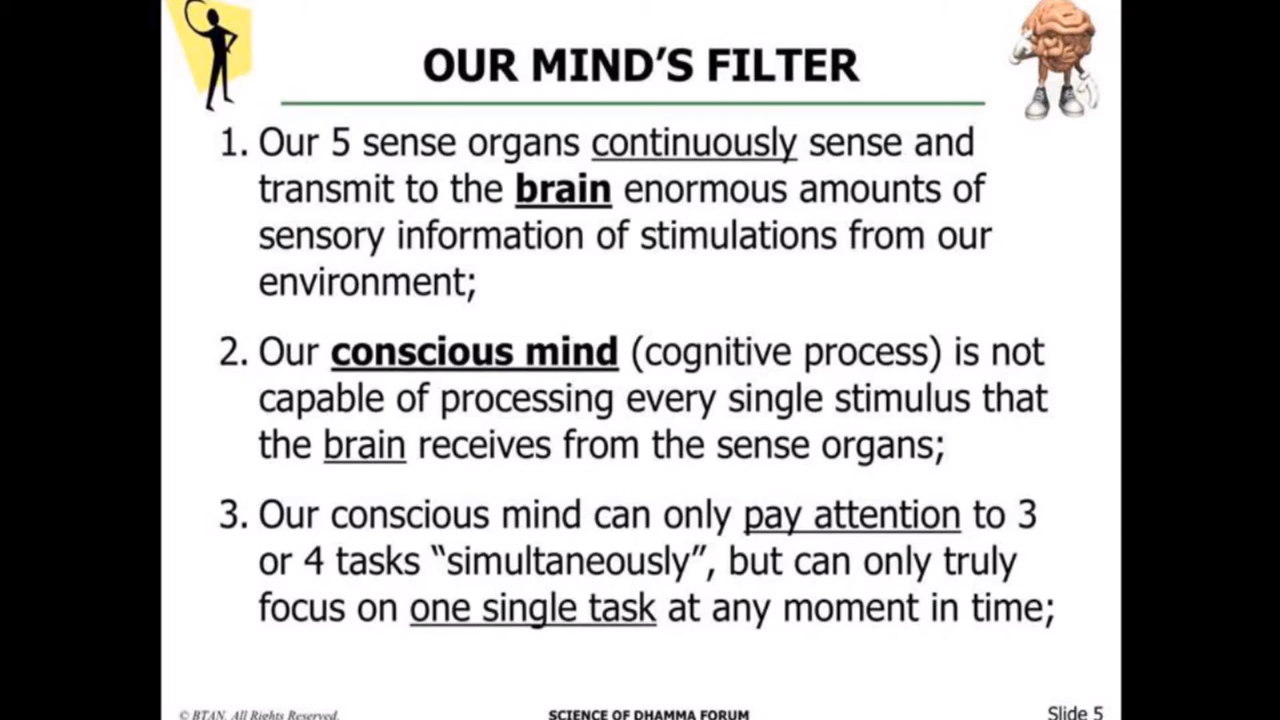 OUR MIND'S FILTER
1. Our 5 sense organs continuously sense and
transmit to the brain enormous amounts of
sensory information of stimulations from our
environment;
2. Our conscious mind (cognitive process) is not
capable of processing every single stimulus that
the brain receives from the sense organs;
3. Our conscious mind can only pay attention to 3
or 4 tasks “simultaneously”, but can only truly
focus on one single task at any moment in time;
© BTAN. All Rights Reserved.
SCIENCE OF DHAMMA FORUM
Slide 5